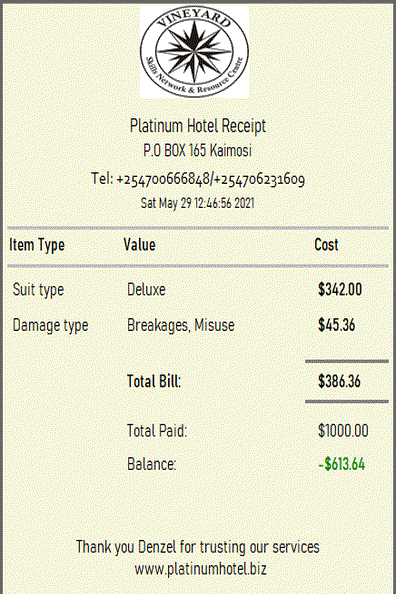 VINEYARD
Skills Network & Resource Centre
Platinum Hotel Receipt
P.O BOX 165 Kaimosi
Tel: +254700666848/+254706231609
Sat May 29 12:46:56 2021
Item Type Value Cost
Suit type Deluxe $342.00
Damage type Breakages, Misuse $45.36
Total Bill: $386.36
Total Paid: $1000.00
Balance: -$613.64
Thank you Denzel for trusting our services
www.platinumhotel.biz